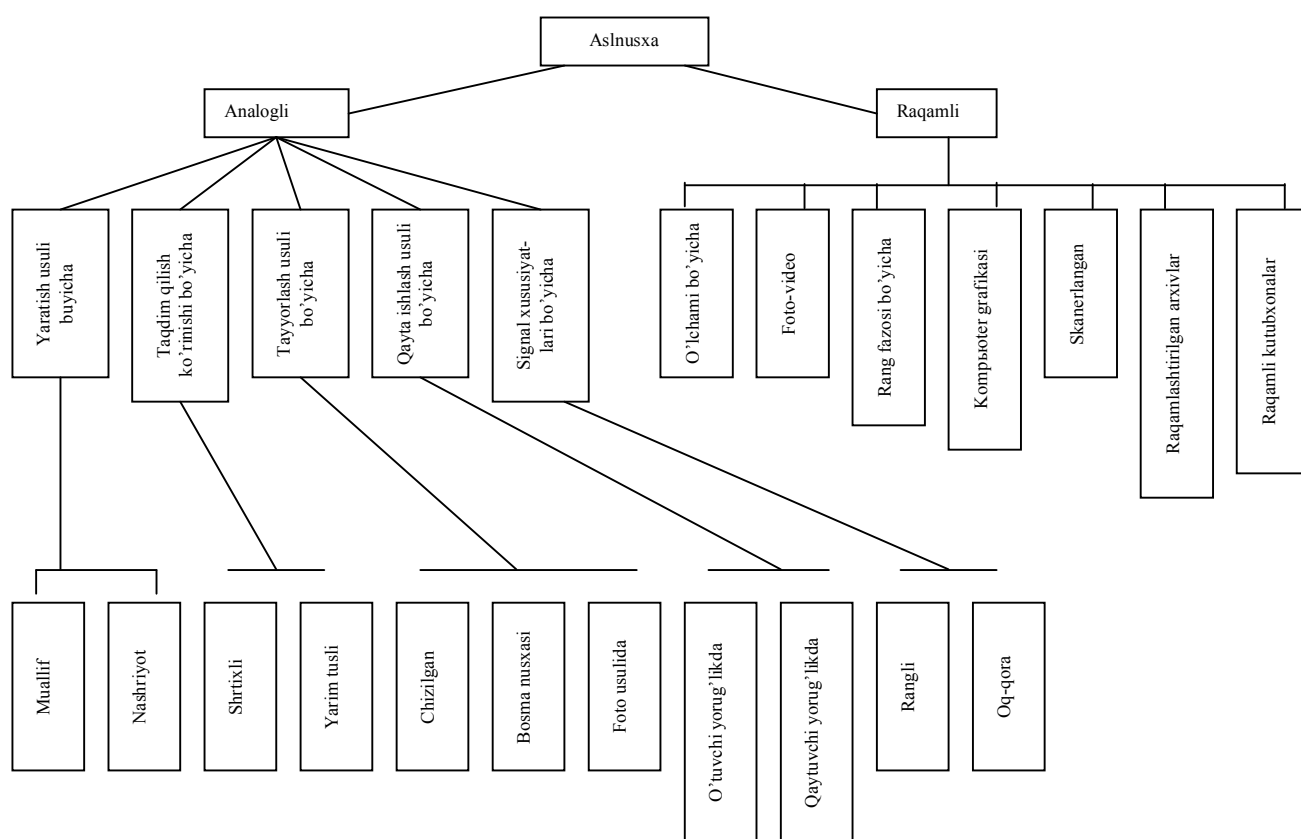 Aslnusxa
Analogli
Raqamli
Yaratish usuli
buyicha
Taqdim qilish
ko’rinishi bo’yicha
Tayyorlash usuli
bo’yicha
Qayta ishlash usuli
bo’yicha
Signal xususiyat-
lari bo’yicha
O’lchami bo’yicha
Foto-video
Rang fazosi bo’yicha
Kompьuoter grafikasi
Skanerlangan
Raqamlashtirilgan arxivlar
Raqamli kutubxonalar
Muallif
Nashriyot
Shrtixli
Yarim tusli
Chizilgan
Bosma nusxasi
Foto usulida
O’tuvchi yorug’likda
Qaytuvchi yorug’likda
Rangli
Oq-qora